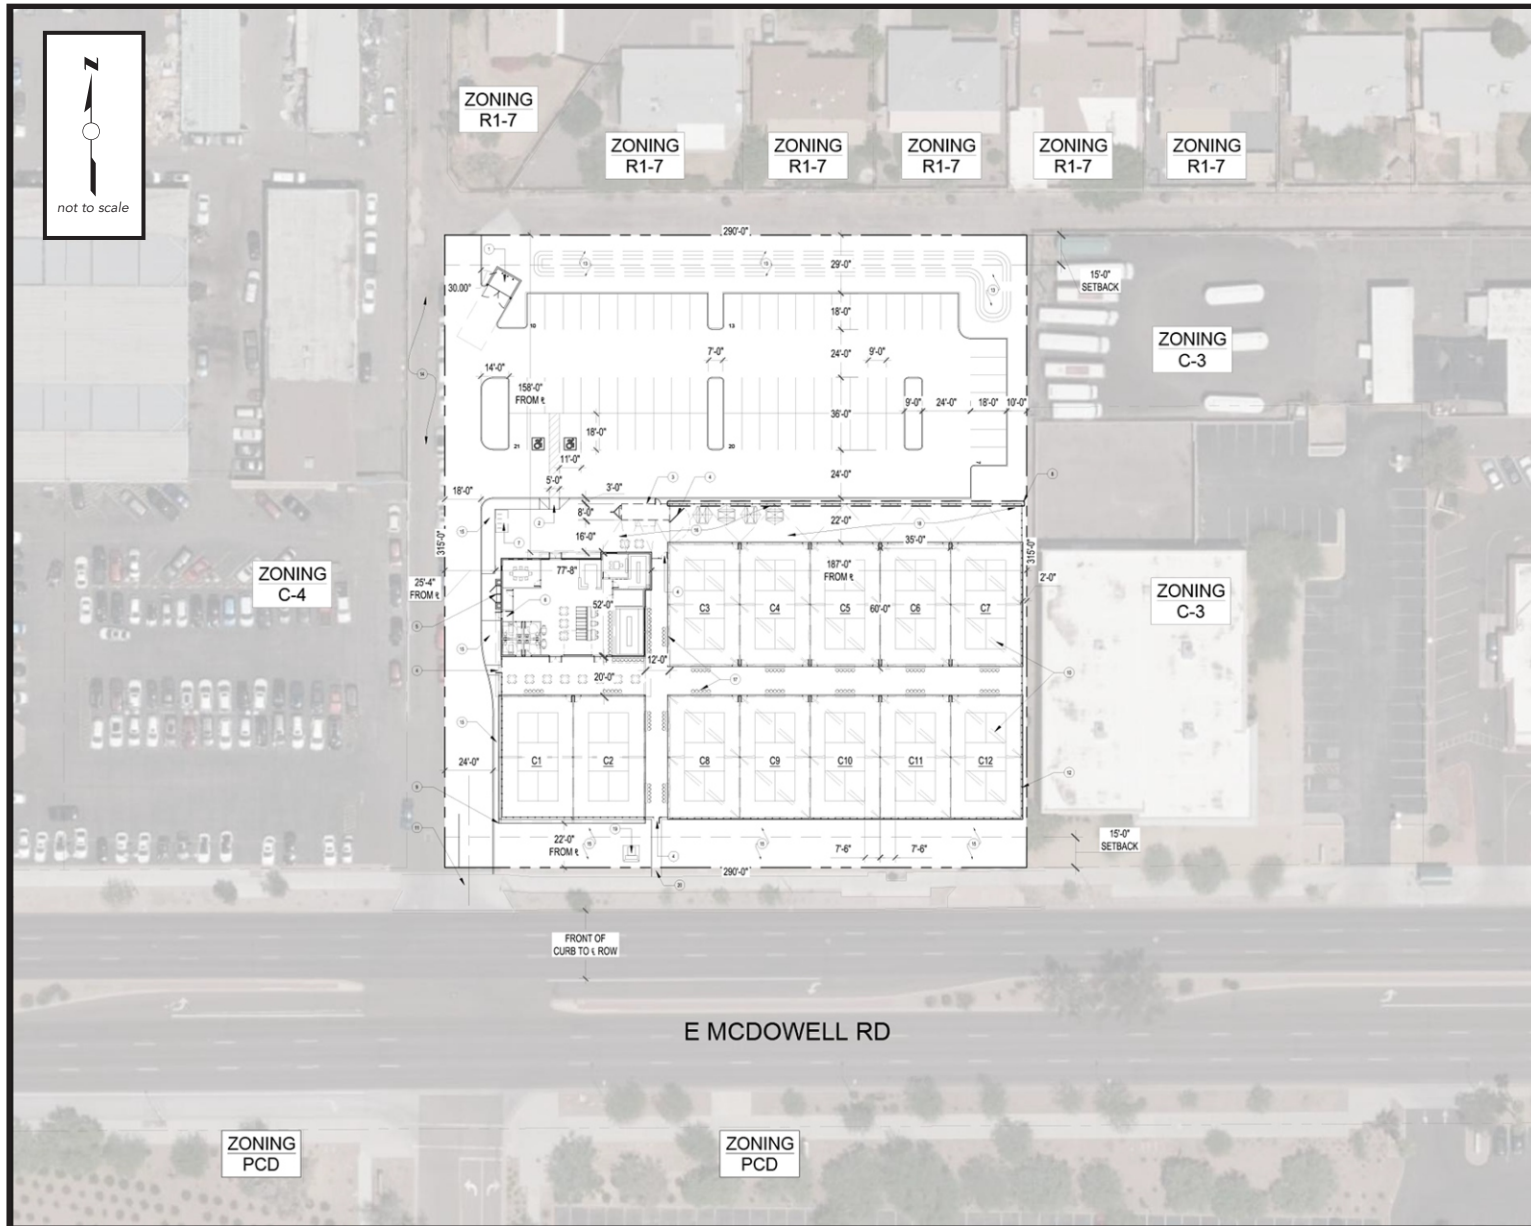 Z
not to scale
ZONING
R1-7
ZONING
R1-7
ZONING
R1-7
ZONING
R1-7
ZONING
R1-7
ZONING
R1-7
290'-0"
29'-0"
15'-0"
SETBACK
30.00°
18'-0"
10
13
ZONING
C-3
7'-0"
24'-0"
9'-0"
14'-0"
158'-0"
FROM ℄
36'-0"
9'-0"
24'-0"
18'-0"
10'-0"
18'-0"
21
20
11'-0"
24'-0"
5'-0"
3'-0"
18'-0"
8'-0"
22'-0"
16'-0"
35'-0"
315'-0"
315'-0"
77'-8"
187'-0"
FROM ℄
ZONING
C-4
25'-4"
FROM ℄
2'-0"
ZONING
C-3
52'-0"
C3
C4
C5
60'-0"
C6
C7
12'-0"
20'-0"
24'-0"
C1
C2
C8
C9
C10
C11
C12
22'-0"
FROM ℄
7'-6"
7'-6"
15'-0"
SETBACK
290'-0"
FRONT OF
CURB TO ℄ ROW
E MCDOWELL RD
ZONING
PCD
ZONING
PCD